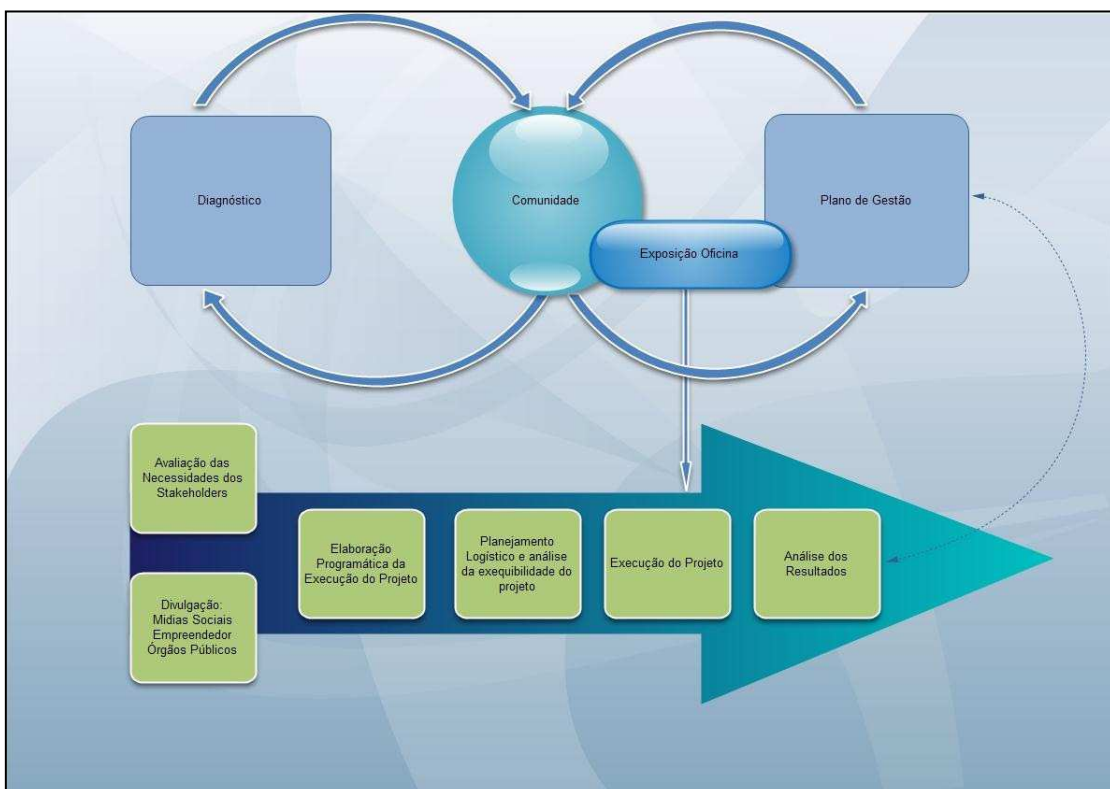 Diagnóstico
Comunidade
Plano de Gestão
Exposição Oficina
Avaliação das
Necessidades dos
Stakeholders
Elaboração
Programática da
Execução do Projeto
Planejamento
Logístico e análise
da exequibilidade do
projeto
Execução do Projeto
Análise dos
Resultados
Divulgação:
Midias Sociais
Empreendedor
Órgãos Públicos